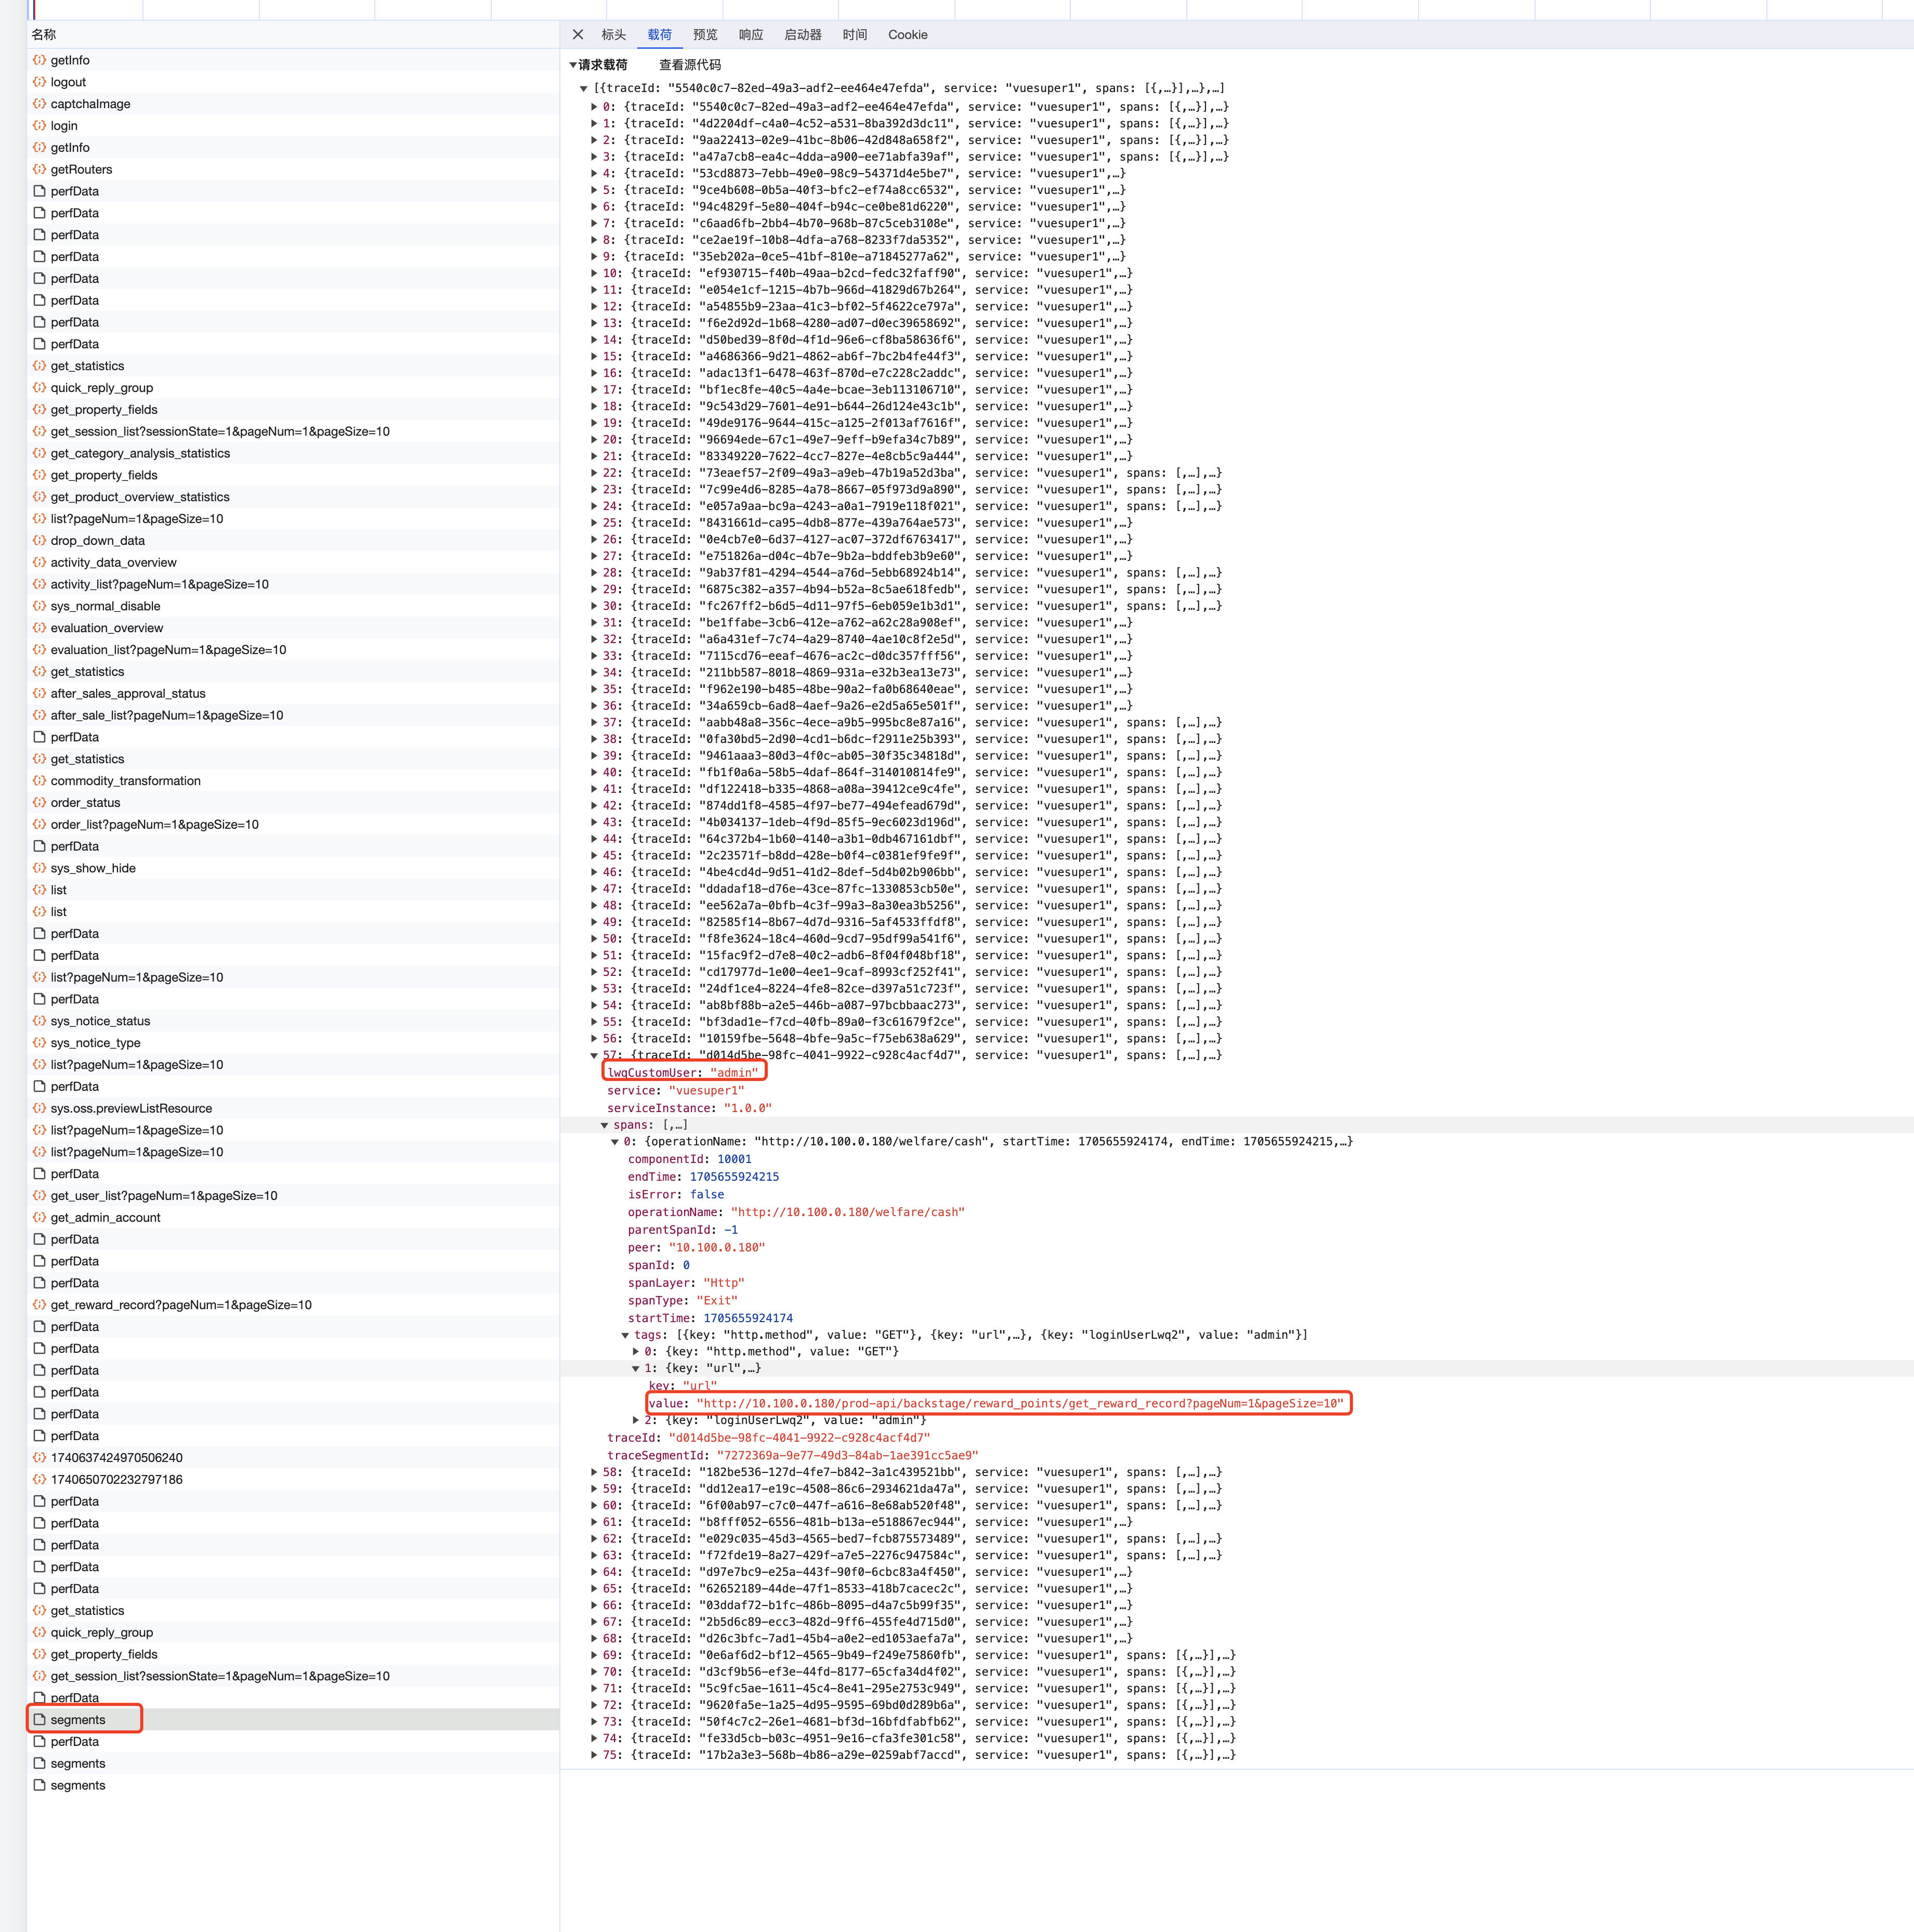 名称
getInfo
logout
captchaImage
login
getInfo
getRouters
perfData
perfData
perfData
perfData
perfData
perfData
perfData
perfData
get_statistics
quick_reply_group
get_property_fields
get_session_list?sessionState=1&pageNum=1&pageSize=10
get_category_analysis_statistics
get_property_fields
get_product_overview_statistics
list?pageNum=1&pageSize=10
drop_down_data
activity_data_overview
activity_list?pageNum=1&pageSize=10
sys_normal_disable
evaluation_overview
evaluation_list?pageNum=1&pageSize=10
get_statistics
after_sales_approval_status
after_sale_list?pageNum=1&pageSize=10
perfData
get_statistics
commodity_transformation
order_status
order_list?pageNum=1&pageSize=10
perfData
sys_show_hide
list
list
perfData
perfData
list?pageNum=1&pageSize=10
perfData
sys_notice_status
sys_notice_type
list?pageNum=1&pageSize=10
perfData
sys.oss.previewListResource
list?pageNum=1&pageSize=10
list?pageNum=1&pageSize=10
perfData
get_user_list?pageNum=1&pageSize=10
get_admin_account
perfData
perfData
perfData
get_reward_record?pageNum=1&pageSize=10
perfData
perfData
perfData
perfData
perfData
perfData
1740637424970506240
1740650702232797186
perfData
perfData
perfData
perfData
perfData
get_statistics
quick_reply_group
get_property_fields
get_session_list?sessionState=1&pageNum=1&pageSize=10
perfData
segments
perfData
segments
segments
标头 载荷 预览 响应 启动器 时间 Cookie
请求载荷 查看源代码
[{traceId: "5540c0c7-82ed-49a3-adf2-ee464e47efda", service: "vuesuper1", spans: [{,…}],…},…]
0: {traceId: "5540c0c7-82ed-49a3-adf2-ee464e47efda", service: "vuesuper1", spans: [{,…}],…}
1: {traceId: "4d2204df-c4a0-4c52-a531-8ba392d3dc11", service: "vuesuper1", spans: [{,…}],…}
2: {traceId: "9aa22413-02e9-41bc-8b06-42d848a658f2", service: "vuesuper1", spans: [{,…}],…}
3: {traceId: "a47a7cb8-ea4c-4dda-a900-ee71abfa39af", service: "vuesuper1", spans: [{,…}],…}
4: {traceId: "53cd8873-7ebb-49e0-98c9-54371d4e5be7", service: "vuesuper1",…}
5: {traceId: "9ce4b608-0b5a-40f3-bfc2-ef74a8cc6532", service: "vuesuper1",…}
6: {traceId: "94c4829f-5e80-404f-b94c-ce0be81d6220", service: "vuesuper1",…}
7: {traceId: "c6aad6fb-2bb4-4b70-968b-87c5ceb3108e", service: "vuesuper1",…}
8: {traceId: "ce2ae19f-10b8-4dfa-a768-8233f7da5352", service: "vuesuper1",…}
9: {traceId: "35eb202a-0ce5-41bf-810e-a71845277a62", service: "vuesuper1",…}
10: {traceId: "ef930715-f40b-49aa-b2cd-fedc32faff90", service: "vuesuper1",…}
11: {traceId: "e054e1cf-1215-4b7b-966d-41829d67b264", service: "vuesuper1",…}
12: {traceId: "a54855b9-23aa-41c3-bf02-5f4622ce797a", service: "vuesuper1",…}
13: {traceId: "f6e2d92d-1b68-4280-ad07-d0ec39658692", service: "vuesuper1",…}
14: {traceId: "d50bed39-8f0d-4f1d-96e6-cf8ba58636f6", service: "vuesuper1",…}
15: {traceId: "a4686366-9d21-4862-ab6f-7bc2b4fe44f3", service: "vuesuper1",…}
16: {traceId: "adac13f1-6478-463f-870d-e7c228c2addc", service: "vuesuper1",…}
17: {traceId: "bf1ec8fe-40c5-4a4e-bcae-3eb113106710", service: "vuesuper1",…}
18: {traceId: "9c543d29-7601-4e91-b644-26d124e43c1b", service: "vuesuper1",…}
19: {traceId: "49de9176-9644-415c-a125-2f013af7616f", service: "vuesuper1",…}
20: {traceId: "96694ede-67c1-49e7-9eff-b9efa34c7b89", service: "vuesuper1",…}
21: {traceId: "83349220-7622-4cc7-827e-4e8cb5c9a444", service: "vuesuper1",…}
22: {traceId: "73eaef57-2f09-49a3-a9eb-47b19a52d3ba", service: "vuesuper1", spans: [,…],…}
23: {traceId: "7c99e4d6-8285-4a78-8667-05f973d9a890", service: "vuesuper1", spans: [,…],…}
24: {traceId: "e057a9aa-bc9a-4243-a0a1-7919e118f021", service: "vuesuper1", spans: [,…],…}
25: {traceId: "8431661d-ca95-4db8-877e-439a764ae573", service: "vuesuper1",…}
26: {traceId: "0e4cb7e0-6d37-4127-ac07-372df6763417", service: "vuesuper1",…}
27: {traceId: "e751826a-d04c-4b7e-9b2a-bddfeb3b9e60", service: "vuesuper1",…}
28: {traceId: "9ab37f81-4294-4544-a76d-5ebb68924b14", service: "vuesuper1", spans: [,…],…}
29: {traceId: "6875c382-a357-4b94-b52a-8c5ae618fedb", service: "vuesuper1", spans: [,…],…}
30: {traceId: "fc267ff2-b6d5-4d11-97f5-6eb059e1b3d1", service: "vuesuper1", spans: [,…],…}
31: {traceId: "be1ffabe-3cb6-412e-a762-a62c28a908ef", service: "vuesuper1",…}
32: {traceId: "a6a431ef-7c74-4a29-8740-4ae10c8f2e5d", service: "vuesuper1",…}
33: {traceId: "7115cd76-eeaf-4676-ac2c-d0dc357fff56", service: "vuesuper1",…}
34: {traceId: "211bb587-8018-4869-931a-e32b3ea13e73", service: "vuesuper1",…}
35: {traceId: "f962e190-b485-48be-90a2-fa0b68640eae", service: "vuesuper1",…}
36: {traceId: "34a659cb-6ad8-4aef-9a26-e2d5a65e501f", service: "vuesuper1",…}
37: {traceId: "aabb48a8-356c-4ece-a9b5-995bc8e87a16", service: "vuesuper1", spans: [,…],…}
38: {traceId: "0fa30bd5-2d90-4cd1-b6dc-f2911e25b393", service: "vuesuper1", spans: [,…],…}
39: {traceId: "9461aaa3-80d3-4f0c-ab05-30f35c34818d", service: "vuesuper1", spans: [,…],…}
40: {traceId: "fb1f0a6a-58b5-4daf-864f-314010814fe9", service: "vuesuper1", spans: [,…],…}
41: {traceId: "df122418-b335-4868-a08a-39412ce9c4fe", service: "vuesuper1", spans: [,…],…}
42: {traceId: "874dd1f8-4585-4f97-be77-494efead679d", service: "vuesuper1", spans: [,…],…}
43: {traceId: "4b034137-1deb-4f9d-85f5-9ec6023d196d", service: "vuesuper1", spans: [,…],…}
44: {traceId: "64c372b4-1b60-4140-a3b1-0db467161dbf", service: "vuesuper1", spans: [,…],…}
45: {traceId: "2c23571f-b8dd-428e-b0f4-c0381ef9fe9f", service: "vuesuper1", spans: [,…],…}
46: {traceId: "4be4cd4d-9d51-41d2-8def-5d4b02b906bb", service: "vuesuper1", spans: [,…],…}
47: {traceId: "ddadaf18-d76e-43ce-87fc-1330853cb50e", service: "vuesuper1", spans: [,…],…}
48: {traceId: "ee562a7a-0bfb-4c3f-99a3-8a30ea3b5256", service: "vuesuper1", spans: [,…],…}
49: {traceId: "82585f14-8b67-4d7d-9316-5af4533ffdf8", service: "vuesuper1", spans: [,…],…}
50: {traceId: "f8fe3624-18c4-460d-9cd7-95df99a541f6", service: "vuesuper1", spans: [,…],…}
51: {traceId: "15fac9f2-d7e8-40c2-adb6-8f04f048bf18", service: "vuesuper1", spans: [,…],…}
52: {traceId: "cd17977d-1e00-4ee1-9caf-8993cf252f41", service: "vuesuper1", spans: [,…],…}
53: {traceId: "24df1ce4-8224-4fe8-82ce-d397a51c723f", service: "vuesuper1", spans: [,…],…}
54: {traceId: "ab8bf88b-a2e5-446b-a087-97bcbbaac273", service: "vuesuper1", spans: [,…],…}
55: {traceId: "bf3dad1e-f7cd-40fb-89a0-f3c61679f2ce", service: "vuesuper1", spans: [,…],…}
56: {traceId: "10159fbe-5648-4bfe-9a5c-f75eb638a629", service: "vuesuper1", spans: [,…],…}
57: {traceId: "d014d5be-98fc-4041-9922-c928c4acf4d7", service: "vuesuper1", spans: [,…],…}
lwqCustomUser: "admin"
service: "vuesuper1"
serviceInstance: "1.0.0"
spans: [,…]
0: {operationName: "http://10.100.0.180/welfare/cash", startTime: 1705655924174, endTime: 1705655924215,…}
componentId: 10001
endTime: 1705655924215
isError: false
operationName: "http://10.100.0.180/welfare/cash"
parentSpanId: -1
peer: "10.100.0.180"
spanId: 0
spanLayer: "Http"
spanType: "Exit"
startTime: 1705655924174
tags: [{key: "http.method", value: "GET"}, {key: "url",…}, {key: "loginUserLwq2", value: "admin"}]
0: {key: "http.method", value: "GET"}
1: {key: "url",…}
key: "url"
value: "http://10.100.0.180/prod-api/backstage/reward_points/get_reward_record?pageNum=1&pageSize=10"
2: {key: "loginUserLwq2", value: "admin"}
traceId: "d014d5be-98fc-4041-9922-c928c4acf4d7"
traceSegmentId: "7272369a-9e77-49d3-84ab-1ae391cc5ae9"
58: {traceId: "182be536-127d-4fe7-b842-3a1c439521bb", service: "vuesuper1", spans: [,…],…}
59: {traceId: "dd12ea17-e19c-4508-86c6-2934621da47a", service: "vuesuper1", spans: [,…],…}
60: {traceId: "6f00ab97-c7c0-447f-a616-8e68ab520f48", service: "vuesuper1", spans: [,…],…}
61: {traceId: "b8fff052-6556-481b-b13a-e518867ec944", service: "vuesuper1",…}
62: {traceId: "e029c035-45d3-4565-bed7-fcb875573489", service: "vuesuper1", spans: [,…],…}
63: {traceId: "f72fde19-8a27-429f-a7e5-2276c947584c", service: "vuesuper1", spans: [,…],…}
64: {traceId: "d97e7bc9-e25a-443f-90f0-6cbc83a4f450", service: "vuesuper1",…}
65: {traceId: "62652189-44de-47f1-8533-418b7cacec2c", service: "vuesuper1",…}
66: {traceId: "03ddaf72-b1fc-486b-8095-d4a7c5b99f35", service: "vuesuper1",…}
67: {traceId: "2b5d6c89-ecc3-482d-9ff6-455fe4d715d0", service: "vuesuper1",…}
68: {traceId: "d26c3bfc-7ad1-45b4-a0e2-ed1053aefa7a", service: "vuesuper1",…}
69: {traceId: "0e6af6d2-bf12-4565-9b49-f249e75860fb", service: "vuesuper1", spans: [{,…}],…}
70: {traceId: "d3cf9b56-ef3e-44fd-8177-65cfa34d4f02", service: "vuesuper1", spans: [{,…}],…}
71: {traceId: "5c9fc5ae-1611-45c4-8e41-295e2753c949", service: "vuesuper1", spans: [{,…}],…}
72: {traceId: "9620fa5e-1a25-4d95-9595-69bd0d289b6a", service: "vuesuper1", spans: [{,…}],…}
73: {traceId: "50f4c7c2-26e1-4681-bf3d-16bfdfabfb62", service: "vuesuper1", spans: [{,…}],…}
74: {traceId: "fe33d5cb-b03c-4951-9e16-cfa3fe301c58", service: "vuesuper1", spans: [{,…}],…}
75: {traceId: "17b2a3e3-568b-4b86-a29e-0259abf7accd", service: "vuesuper1", spans: [{,…}],…}